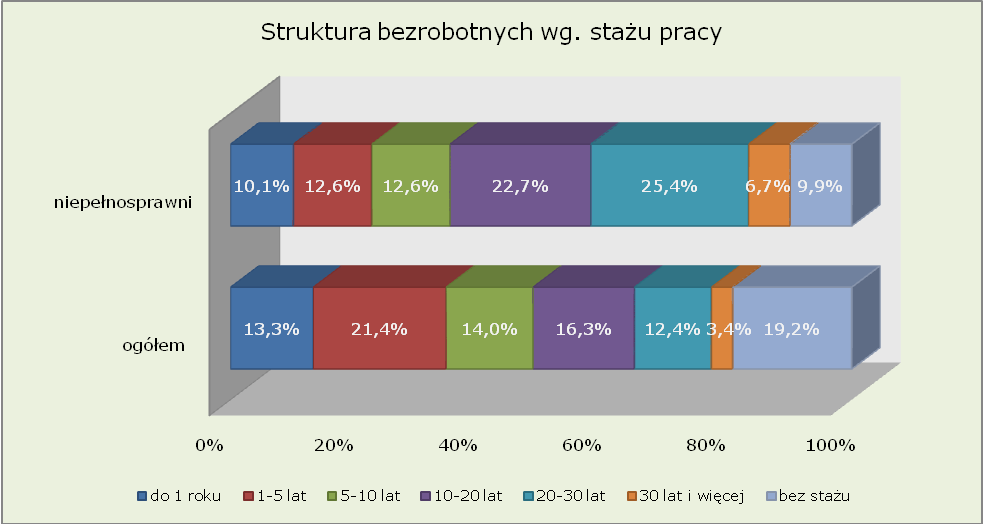 Struktura bezrobotnych wg. stażu pracy
niepełnosprawni
10,1% 12,6% 12,6% 22,7% 25,4% 6,7% 9,9%
ogółem
13,3% 21,4% 14,0% 16,3% 12,4% 3,4% 19,2%
0% 20% 40% 60% 80% 100%
do 1 roku 1-5 lat 5-10 lat 10-20 lat 20-30 lat 30 lat i więcej bez stażu